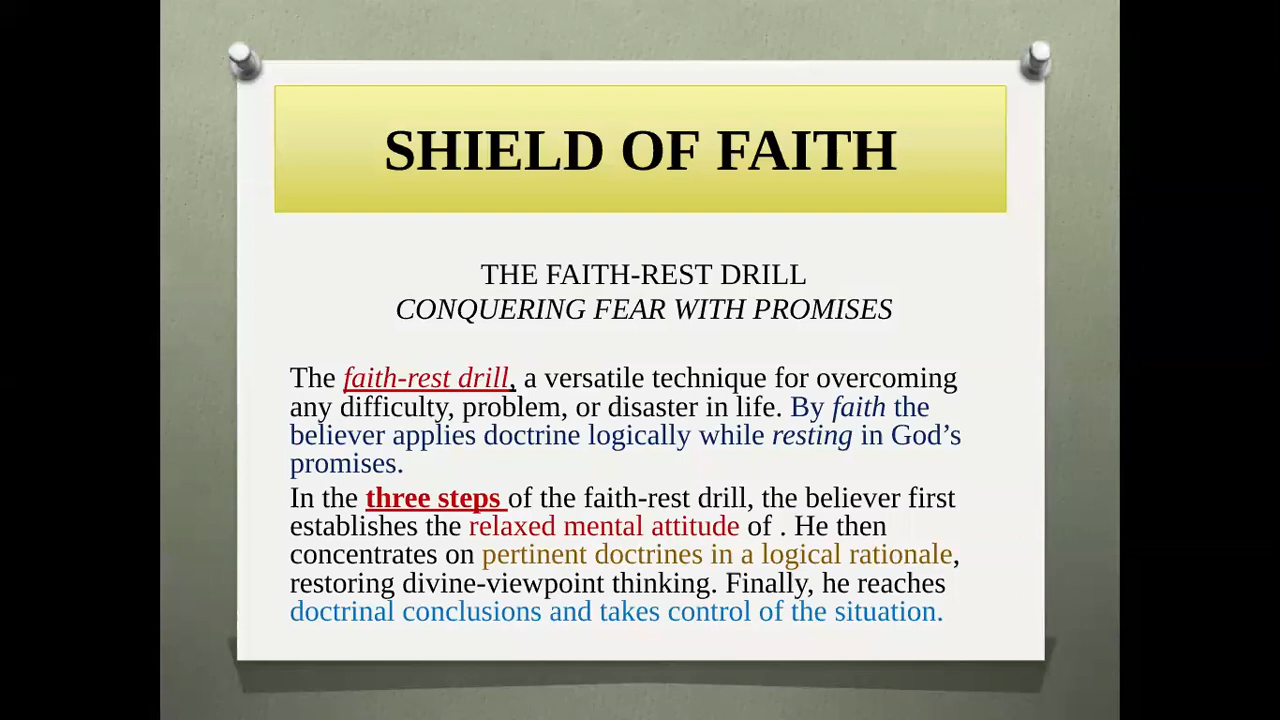 SHIELD OF FAITH
THE FAITH-REST DRILL
CONQUERING FEAR WITH PROMISES
The faith-rest drill, a versatile technique for overcoming
any difficulty, problem, or disaster in life. By faith the
believer applies doctrine logically while resting in God’s
promises.
In the three steps of the faith-rest drill, the believer first
establishes the relaxed mental attitude of . He then
concentrates on pertinent doctrines in a logical rationale,
restoring divine-viewpoint thinking. Finally, he reaches
doctrinal conclusions and takes control of the situation.